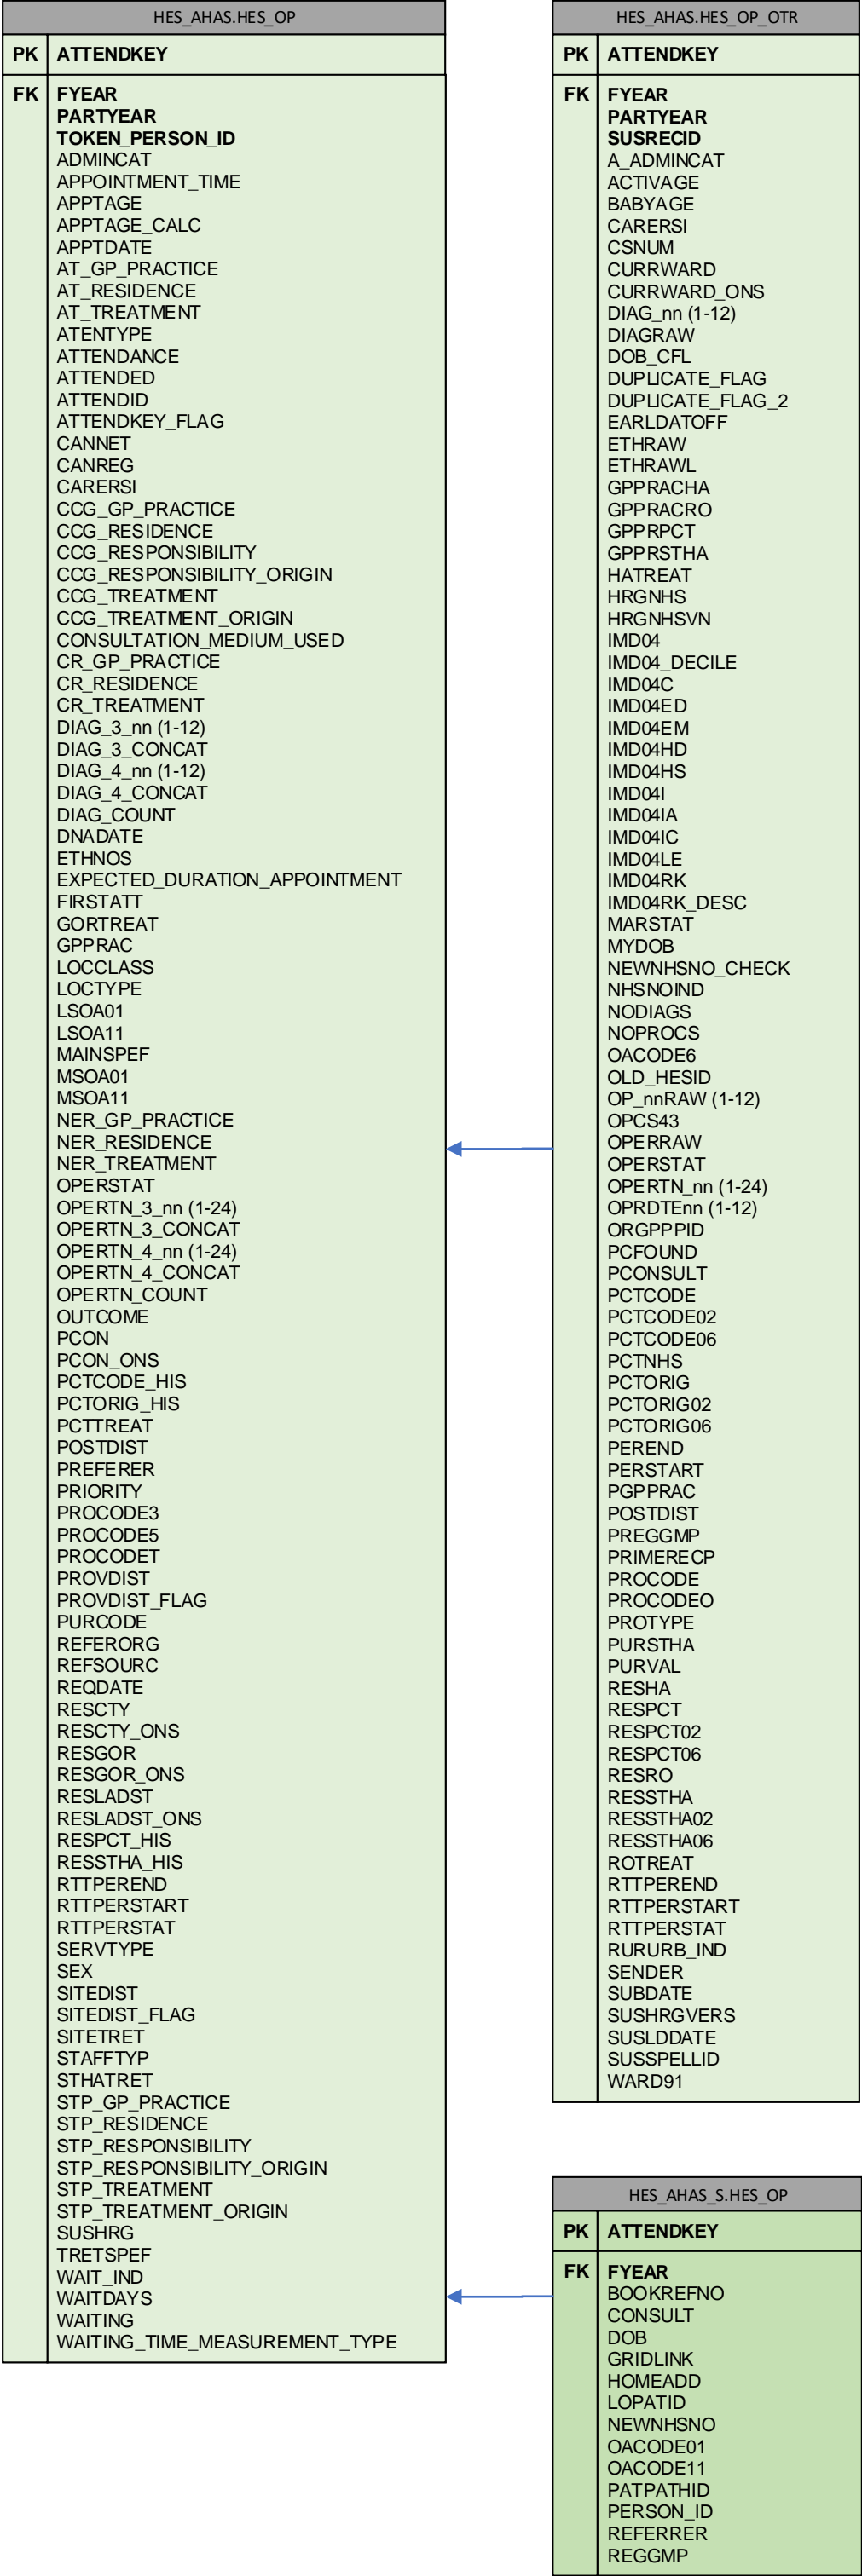 HES_AHAS.HES_OP
PK ATTENDKEY
FK FYEAR
PARTYEAR
TOKEN_PERSON_ID
ADMINCAT
APPOINTMENT_TIME
APPTAGE
APPTAGE_CALC
APPTDATE
AT_GP_PRACTICE
AT_RESIDENCE
AT_TREATMENT
ATENTYPE
ATTENDANCE
ATTENDED
ATTENDID
ATTENDKEY_FLAG
CANNET
CANREG
CARERSI
CCG_GP_PRACTICE
CCG_RESIDENCE
CCG_RESPONSIBILITY
CCG_RESPONSIBILITY_ORIGIN
CCG_TREATMENT
CCG_TREATMENT_ORIGIN
CONSULTATION_MEDIUM_USED
CR_GP_PRACTICE
CR_RESIDENCE
CR_TREATMENT
DIAG_3_nn (1-12)
DIAG_3_CONCAT
DIAG_4_nn (1-12)
DIAG_4_CONCAT
DIAG_COUNT
DNADATE
ETHNOS
EXPECTED_DURATION_APPOINTMENT
FIRSTATT
GORTREAT
GPPRAC
LOCCLASS
LOCTYPE
LSOA01
LSOA11
MAINSPEF
MSOA01
MSOA11
NER_GP_PRACTICE
NER_RESIDENCE
NER_TREATMENT
OPERSTAT
OPERTN_3_nn (1-24)
OPERTN_3_CONCAT
OPERTN_4_nn (1-24)
OPERTN_4_CONCAT
OPERTN_COUNT
OUTCOME
PCON
PCON_ONS
PCTCODE_HIS
PCTORIG_HIS
PCTTREAT
POSTDIST
PREFERER
PRIORITY
PROCODE3
PROCODE5
PROCODET
PROVDIST
PROVDIST_FLAG
PURCODE
REFERORG
REFSOURC
REQDATE
RESCTY
RESCTY_ONS
RESGOR
RESGOR_ONS
RESLADST
RESLADST_ONS
RESPCT_HIS
RESSTHA_HIS
RTTPEREND
RTTPERSTART
RTTPERSTAT
SERVTYPE
SEX
SITEDIST
SITEDIST_FLAG
SITETRET
STAFFTYP
STHATRET
STP_GP_PRACTICE
STP_RESIDENCE
STP_RESPONSIBILITY
STP_RESPONSIBILITY_ORIGIN
STP_TREATMENT
STP_TREATMENT_ORIGIN
SUSHRG
TRETSPEF
WAIT_IND
WAITDAYS
WAITING
WAITING_TIME_MEASUREMENT_TYPE
HES_AHAS.HES_OP_OTR
PK ATTENDKEY
FK FYEAR
PARTYEAR
SUSRECID
A_ADMINCAT
ACTIVAGE
BABYAGE
CARERSI
CSNUM
CURRWARD
CURRWARD_ONS
DIAG_nn (1-12)
DIAGRAW
DOB_CFL
DUPLICATE_FLAG
DUPLICATE_FLAG_2
EARLDATOFF
ETHRAW
ETHRAWL
GPPRACHA
GPPRACRO
GPPRPCT
GPPRSTHA
HATREAT
HRGNHS
HRGNHSVN
IMD04
IMD04_DECILE
IMD04C
IMD04ED
IMD04EM
IMD04HD
IMD04HS
IMD04I
IMD04IA
IMD04IC
IMD04LE
IMD04RK
IMD04RK_DESC
MARSTAT
MYDOB
NEWNHSNO_CHECK
NHSNOIND
NODIAGS
NOPROCS
OACODE6
OLD_HESID
OP_nnRAW (1-12)
OPCS43
OPERRAW
OPERSTAT
OPERTN_nn (1-24)
OPRDTEnn (1-12)
ORGPPPID
PCFOUND
PCONSULT
PCTCODE
PCTCODE02
PCTCODE06
PCTNHS
PCTORIG
PCTORIG02
PCTORIG06
PEREND
PERSTART
PGPPRAC
POSTDIST
PREGGMP
PRIMERECP
PROCODE
PROCODEO
PROTYPE
PURSTHA
PURVAL
RESHA
RESPCT
RESPCT02
RESPCT06
RESRO
RESSTHA
RESSTHA02
RESSTHA06
ROTREAT
RTTPEREND
RTTPERSTART
RTTPERSTAT
RURURB_IND
SENDER
SUBDATE
SUSHRGVERS
SUSLDDATE
SUSSPELLID
WARD91
HES_AHAS_S.HES_OP
PK ATTENDKEY
FK FYEAR
BOOKREFNO
CONSULT
DOB
GRIDLINK
HOMEADD
LOPATID
NEWNHSNO
OACODE01
OACODE11
PATPATHID
PERSON_ID
REFERRER
REGGMP